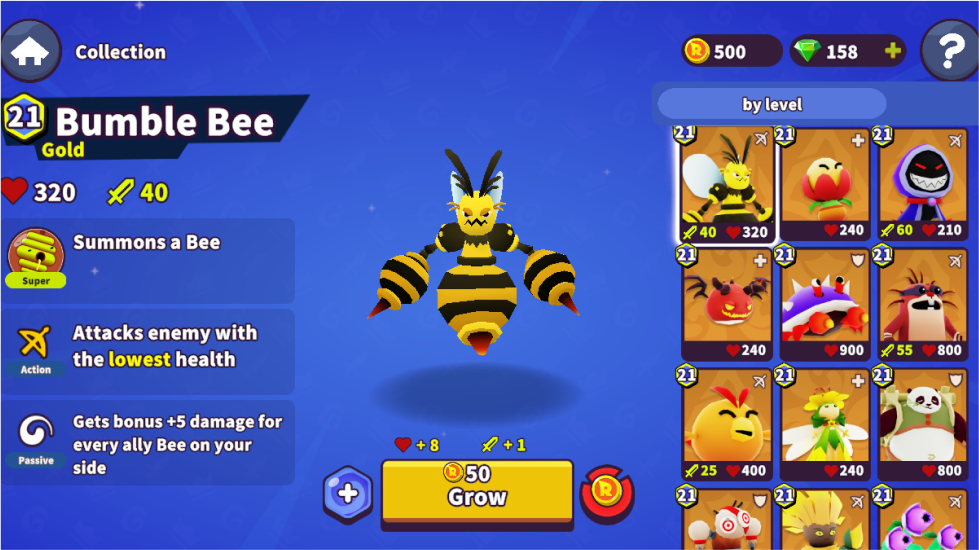 Collection
500
158
+
?
21
Bumble Bee
Gold
320
40
Summons a Bee
Super
Attacks enemy with
the lowest health
Action
Gets bonus +5 damage for
every ally Bee on your
side
Passive
+ 8
+ 1
50
Grow
by level
21
21
21
40
320
240
60
210
21
21
21
240
900
55
800
21
21
21
25
400
240
800
21
21
21